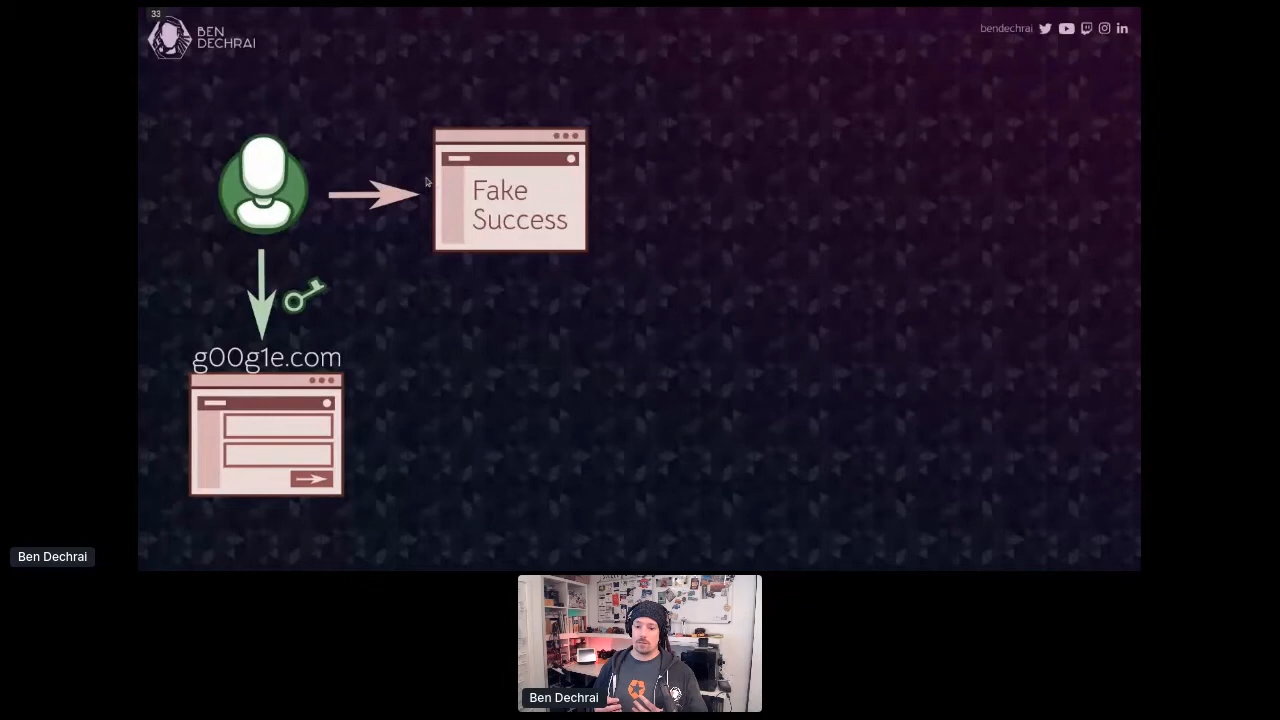 33
BEN
DECHRAI
bendechrai
Fake
Success
g00g1e.com
Ben Dechrai
Ben Dechrai